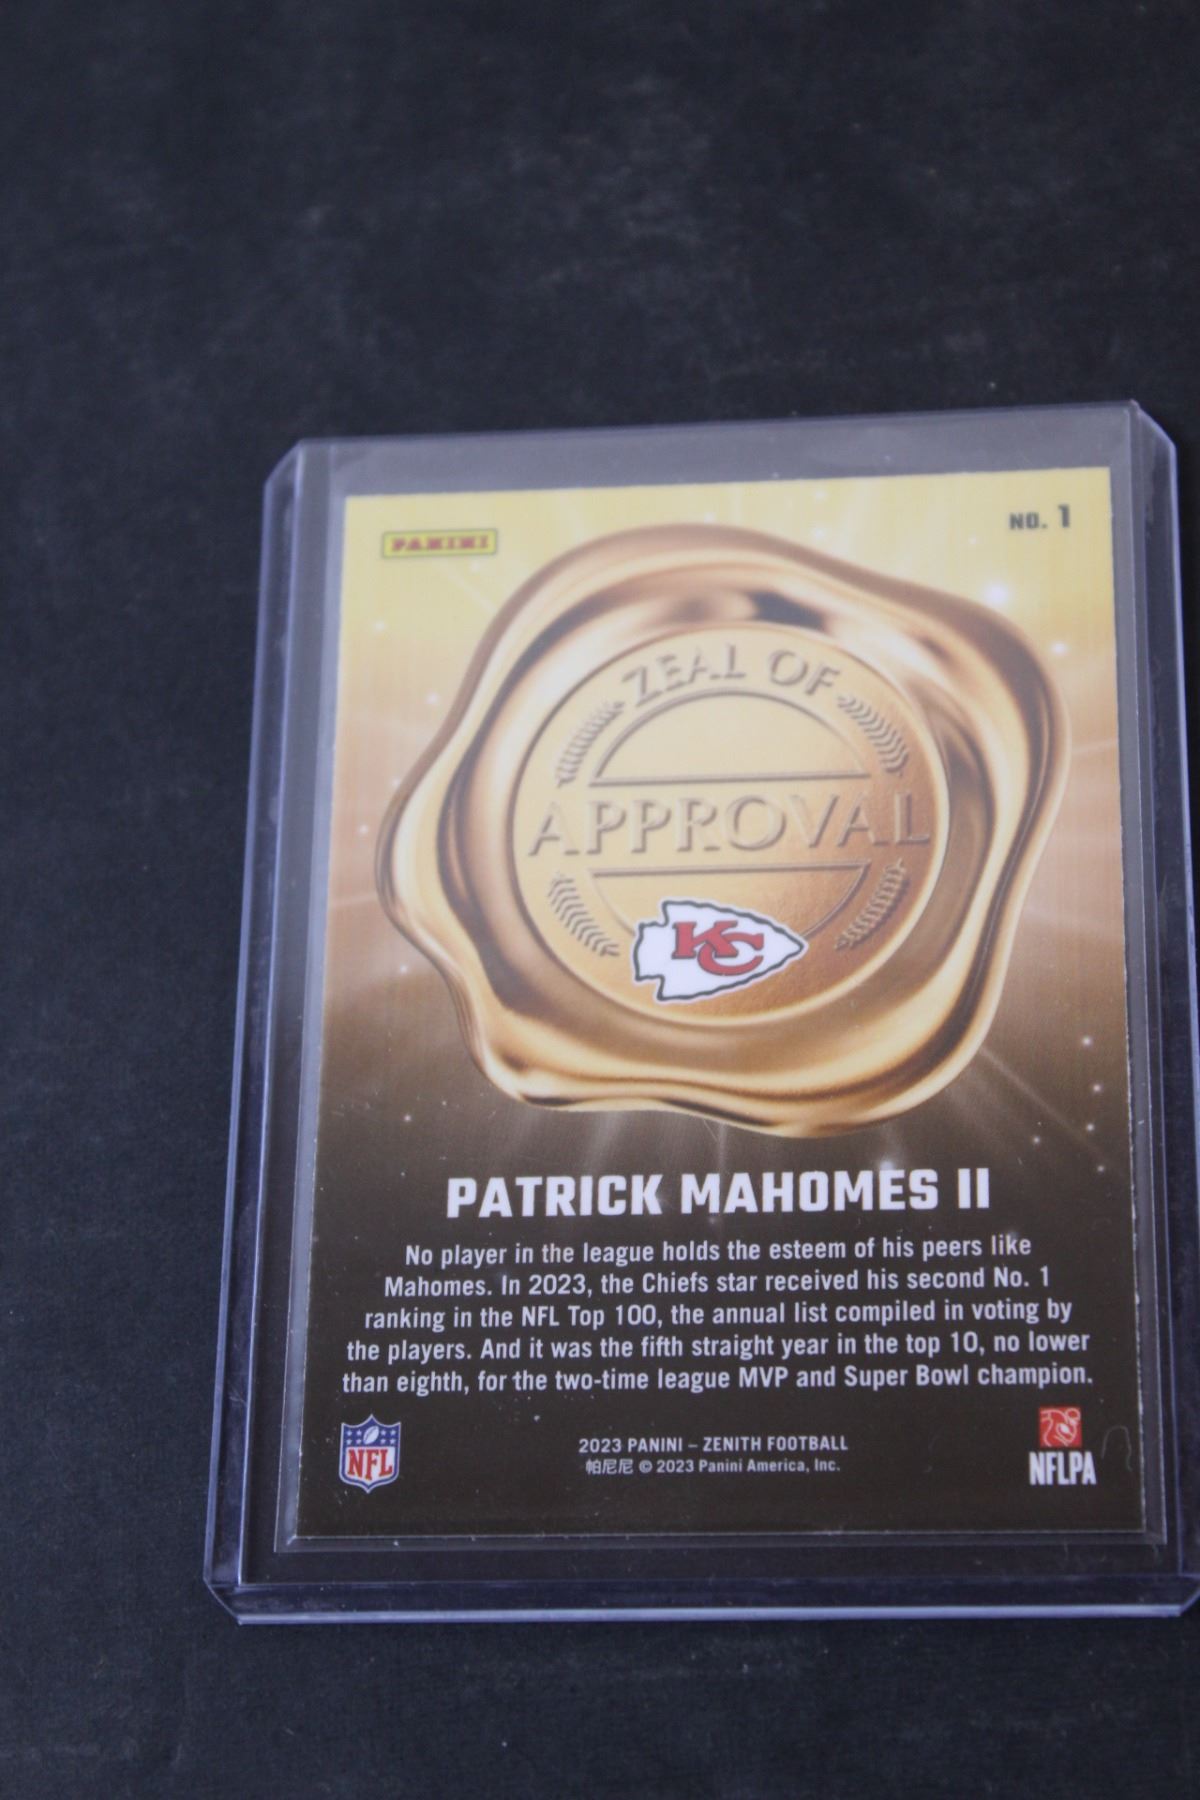 PANINI
NO. 1
ZEAL OF
APPROVAL
KC
PATRICK MAHOMES II
No player in the league holds the esteem of his peers like
Mahomes. In 2023, the Chiefs star received his second No. 1
ranking in the NFL Top 100, the annual list compiled in voting by
the players. And it was the fifth straight year in the top 10, no lower
than eighth, for the two-time league MVP and Super Bowl champion.
NFL
2023 PANINI – ZENITH FOOTBALL
帕尼尼 © 2023 Panini America, Inc.
NFLPA